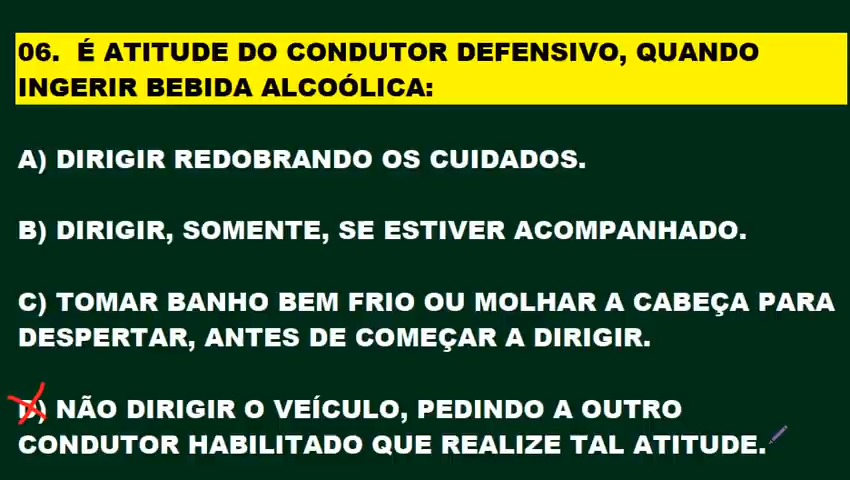 06. É ATITUDE DO CONDUTOR DEFENSIVO, QUANDO
INGERIR BEBIDA ALCOÓLICA:
A) DIRIGIR REDOBRANDO OS CUIDADOS.
B) DIRIGIR, SOMENTE, SE ESTIVER ACOMPANHADO.
C) TOMAR BANHO BEM FRIO OU MOLHAR A CABEÇA PARA
DESPERTAR, ANTES DE COMEÇAR A DIRIGIR.
D) NÃO DIRIGIR O VEÍCULO, PEDINDO A OUTRO
CONDUTOR HABILITADO QUE REALIZE TAL ATITUDE.